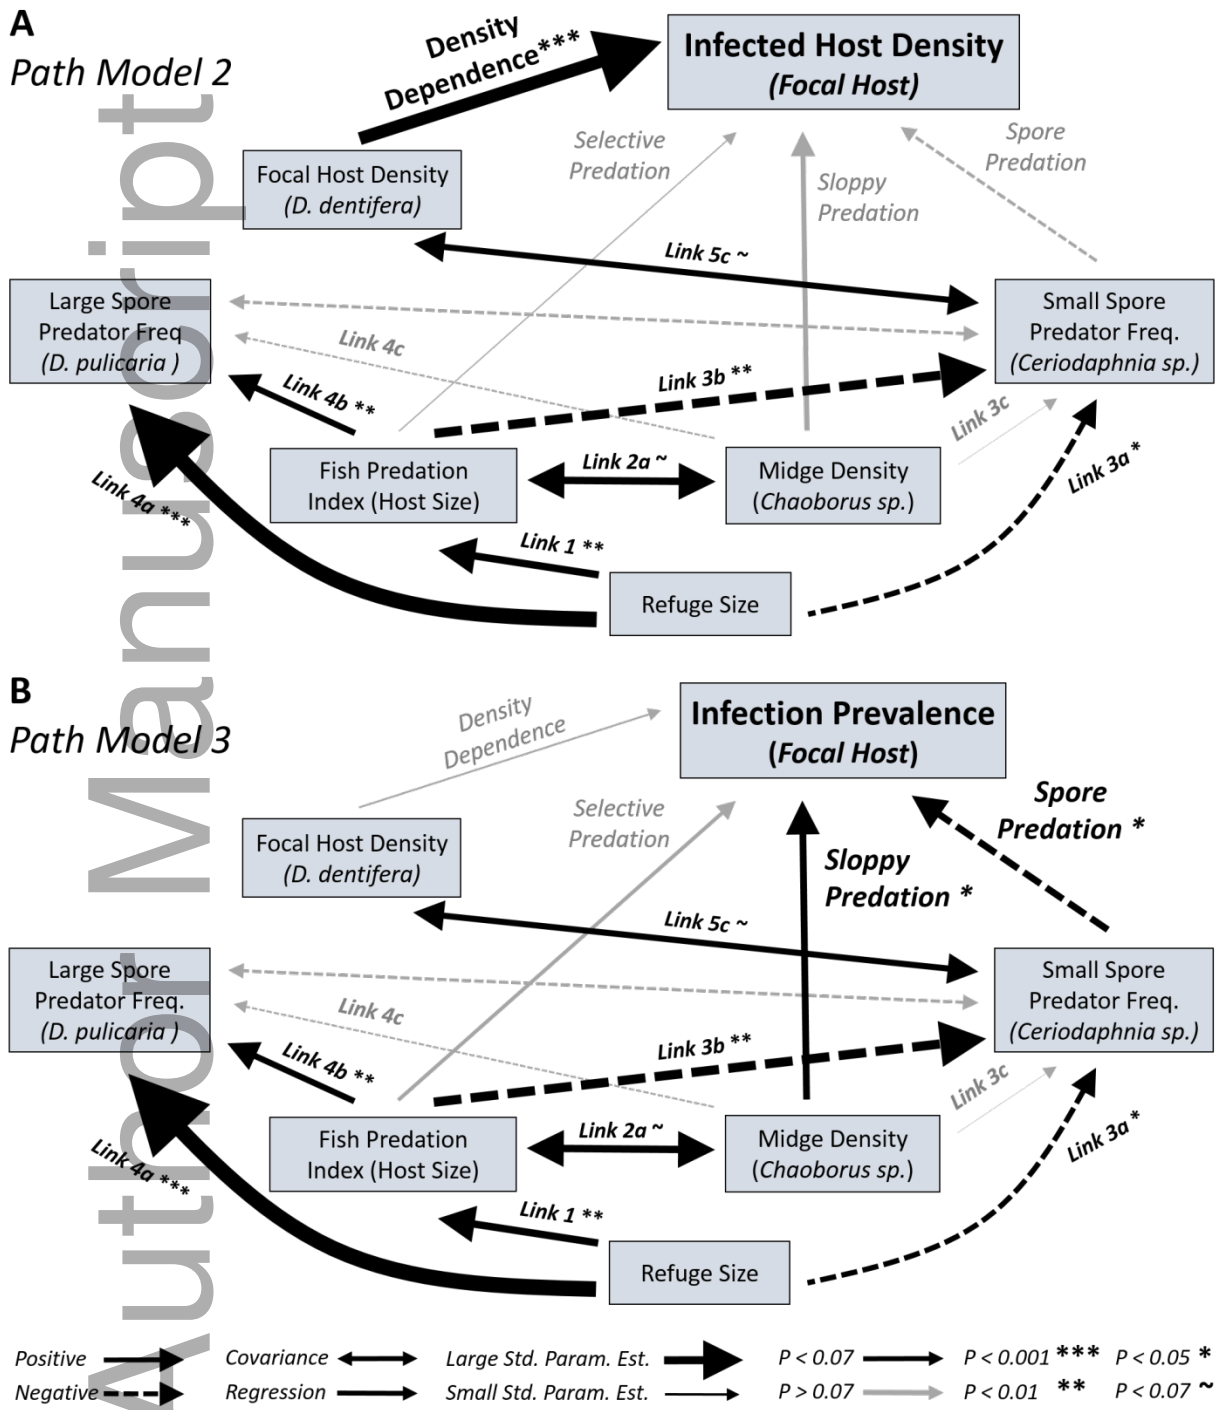 A
Path Model 2
Density
Dependence***
Infected Host Density
(Focal Host)
Selective
Predation
Spore
Predation
Sloppy
Predation
Focal Host Density
(D. dentifera)
Link 5c ~
Large Spore
Predator Freq
(D. pulicaria )
Small Spore
Predator Freq.
(Ceriodaphnia sp.)
Link 4c
Link 4b **
Link 3b **
Link 3c
Link 3a *
Link 4a ***
Fish Predation
Index (Host Size)
Link 2a ~
Midge Density
(Chaoborus sp.)
Link 1 **
Refuge Size
B
Path Model 3
Density
Dependence
Infection Prevalence
(Focal Host)
Selective
Predation
Spore
Predation *
Sloppy
Predation *
Focal Host Density
(D. dentifera)
Link 5c ~
Large Spore
Predator Freq.
(D. pulicaria )
Small Spore
Predator Freq.
(Ceriodaphnia sp.)
Link 4c
Link 4b **
Link 3b **
Link 3c
Link 3a *
Link 4a ***
Fish Predation
Index (Host Size)
Link 2a ~
Midge Density
(Chaoborus sp.)
Link 1 **
Refuge Size
Positive Covariance Large Std. Param. Est. P < 0.07 P < 0.001 *** P < 0.05 *
Negative Regression Small Std. Param. Est. P > 0.07 P < 0.01 ** P < 0.07 ~
Author Manuscript